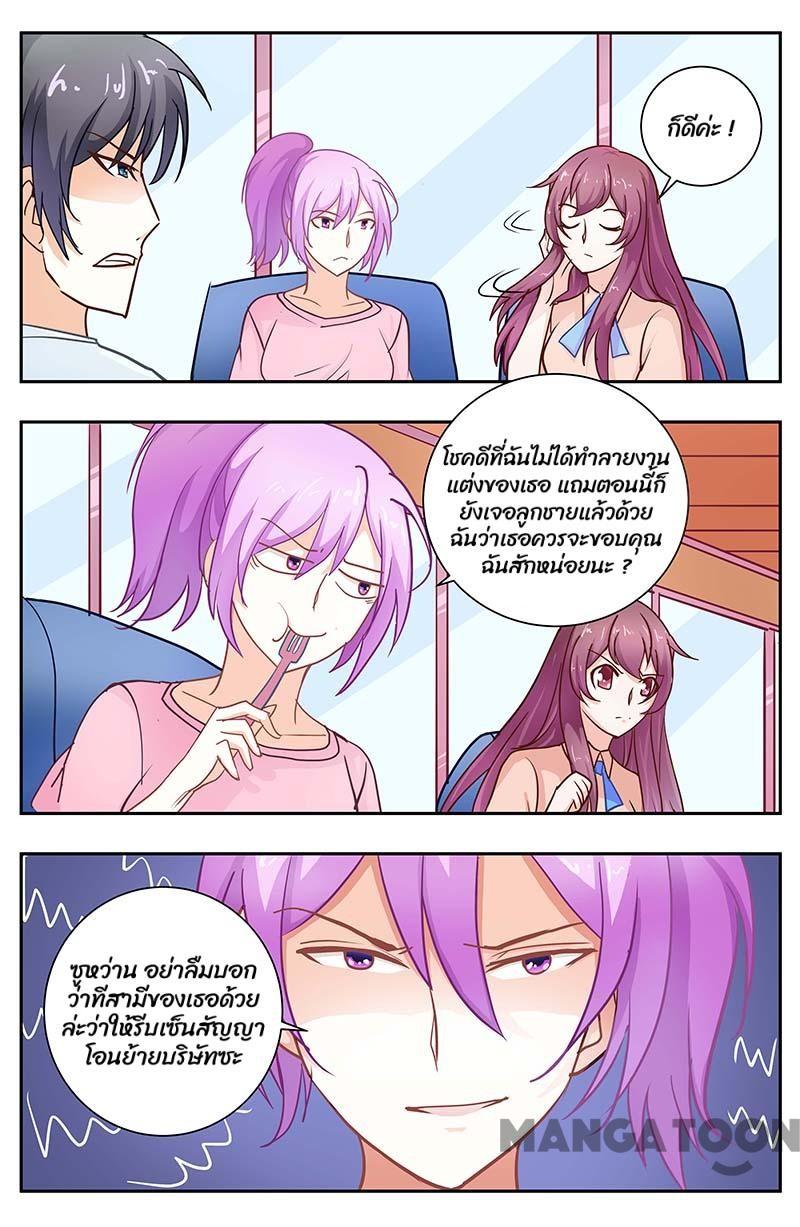 ก็ดีค่ะ !
โชคดีที่ฉันไม่ได้ทำลายงาน
แต่งของเธอ แถมตอนนี้ก็
ยังเจอลูกชายแล้วด้วย
ฉันว่าเธอควรจะขอบคุณ
ฉันสักหน่อยนะ ?
ซูหว่าน อย่าลืมบอก
ว่าที่สามีของเธอด้วย
ล่ะว่าให้รีบเซ็นสัญญา
โอนย้ายบริษัทซะ
MANGATOON